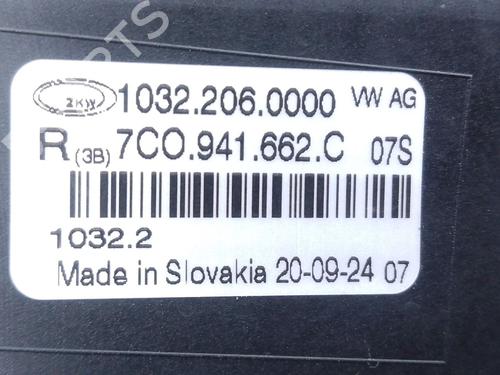 ZKW 1032.206.0000 VW AG
R (3B) 7C0.941.662.C 07S
1032.2
Made in Slovakia 20-09-24 07